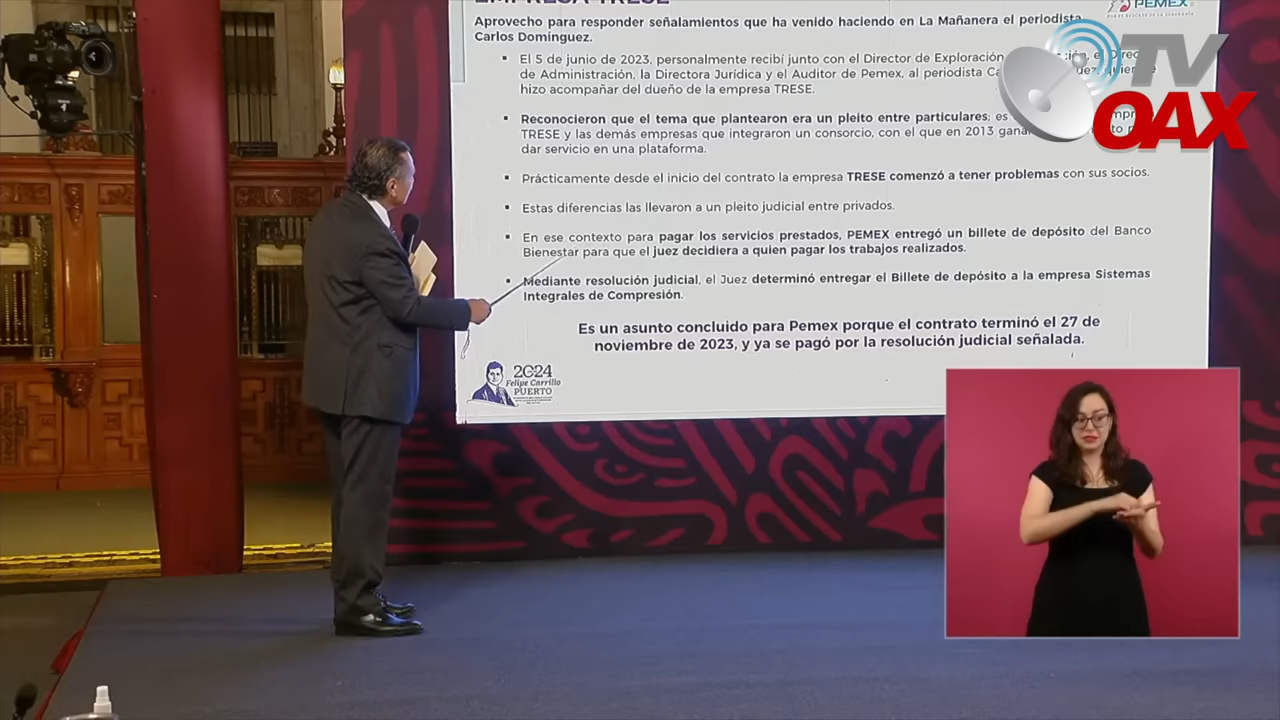 EMPRESA TRESE
PEMEX
Aprovecho para responder señalamientos que ha venido haciendo en La Mañanera el periodista
Carlos Domínguez.
▪ El 5 de junio de 2023, personalmente recibí junto con el Director de Exploración
de Administración, la Directora Jurídica y el Auditor de Pemex, al periodista
hizo acompañar del dueño de la empresa TRESE.
▪ Reconocieron que el tema que plantearon era un pleito entre particulares;
TRESE y las demás empresas que integraron un consorcio, con el que en 2013
dar servicio en una plataforma.
▪ Prácticamente desde el inicio del contrato la empresa TRESE comenzó a tener problemas con sus socios.
▪ Estas diferencias las llevaron a un pleito judicial entre privados.
▪ En ese contexto para pagar los servicios prestados, PEMEX entregó un billete de depósito del Banco
Bienestar para que el juez decidiera a quien pagar los trabajos realizados.
▪ Mediante resolución judicial, el Juez determinó entregar el Billete de depósito a la empresa Sistemas
Integrales de Compresión.
Es un asunto concluido para Pemex porque el contrato terminó el 27 de
noviembre de 2023, y ya se pagó por la resolución judicial señalada.
2024
Felipe Carrillo
PUERTO
TV
OAX